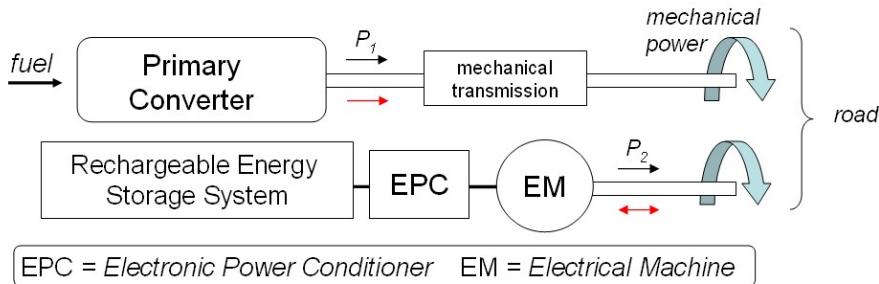 mechanical
power
P1
fuel
Primary
Converter
mechanical
transmission
road
Rechargeable Energy
Storage System
EPC
EM
P2
EPC = Electronic Power Conditioner EM = Electrical Machine